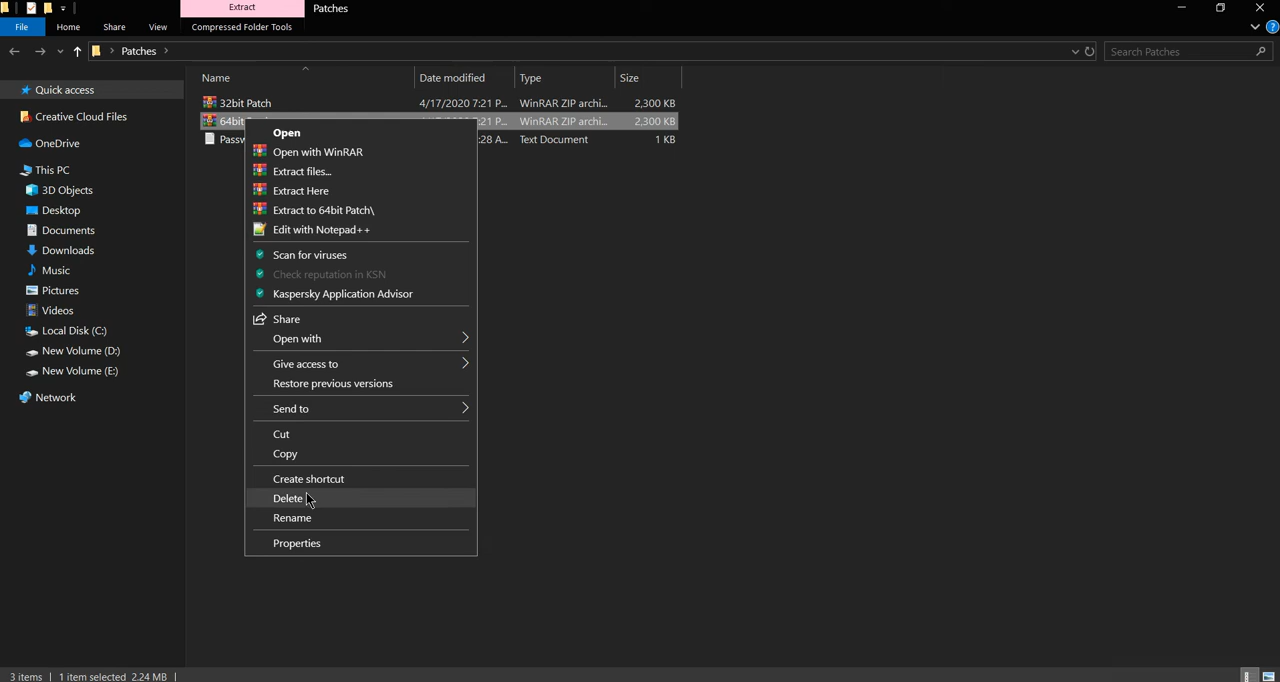 Extract
Patches
File
Home
Share
View
Compressed Folder Tools
Patches
Search Patches
Name
Date modified
Type
Size
Quick access
Creative Cloud Files
OneDrive
This PC
3D Objects
Desktop
Documents
Downloads
Music
Pictures
Videos
Local Disk (C:)
New Volume (D:)
New Volume (E:)
Network
32bit Patch 4/17/2020 7:21 P... WinRAR ZIP archi... 2,300 KB
64bit :21 P... WinRAR ZIP archi... 2,300 KB
Passw :28 A... Text Document 1 KB
Open
Open with WinRAR
Extract files...
Extract Here
Extract to 64bit Patch\
Edit with Notepad++
Scan for viruses
Check reputation in KSN
Kaspersky Application Advisor
Share
Open with
Give access to
Restore previous versions
Send to
Cut
Copy
Create shortcut
Delete
Rename
Properties
3 items 1 item selected 2.24 MB